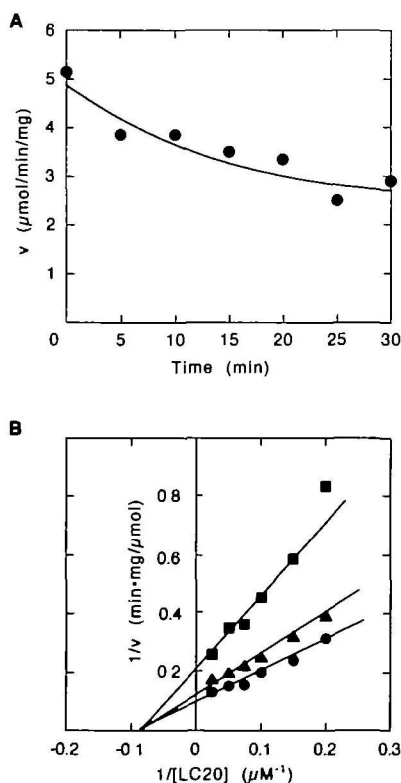 A
6
5
4
3
2
1
0
v (µmol/min/mg)
0 5 10 15 20 25 30
Time (min)
B
0.8
0.6
0.4
0.2
1/v (min•mg/µmol)
-0.2 -0.1 0 0.1 0.2 0.3
1/[LC20] (µM⁻¹)